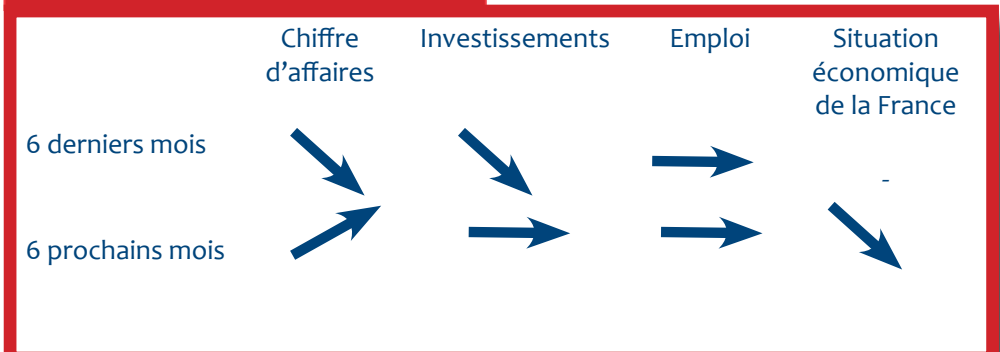 Chiffre
d'affaires
Investissements
Emploi
Situation
économique
de la France
6 derniers mois
-
6 prochains mois